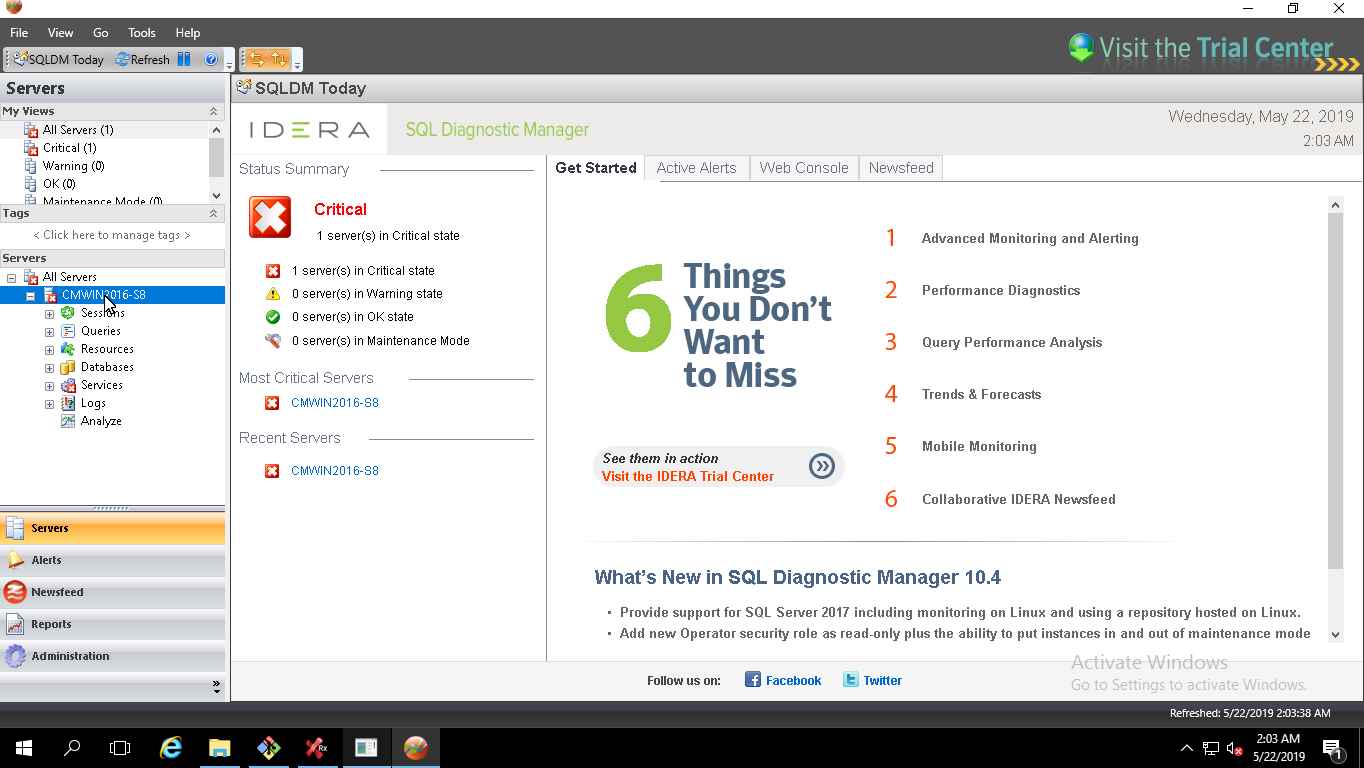 File View Go Tools Help
SQLDM Today Refresh
Visit the Trial Center
Servers
SQLDM Today
My Views
All Servers (1)
Critical (1)
Warning (0)
OK (0)
Maintenance Mode (0)
Tags
< Click here to manage tags >
Servers
All Servers
CMWIN2016-S8
Sessions
Queries
Resources
Databases
Services
Logs
Analyze
Servers
Alerts
Newsfeed
Reports
Administration
IDERA SQL Diagnostic Manager
Wednesday, May 22, 2019
2:03 AM
Status Summary
Critical
1 server(s) in Critical state
1 server(s) in Critical state
0 server(s) in Warning state
0 server(s) in OK state
0 server(s) in Maintenance Mode
Most Critical Servers
CMWIN2016-S8
Recent Servers
CMWIN2016-S8
Get Started Active Alerts Web Console Newsfeed
6 Things
You Don't
Want
to Miss
See them in action
Visit the IDERA Trial Center
1 Advanced Monitoring and Alerting
2 Performance Diagnostics
3 Query Performance Analysis
4 Trends & Forecasts
5 Mobile Monitoring
6 Collaborative IDERA Newsfeed
What's New in SQL Diagnostic Manager 10.4
• Provide support for SQL Server 2017 including monitoring on Linux and using a repository hosted on Linux.
• Add new Operator security role as read-only plus the ability to put instances in and out of maintenance mode
Activate Windows
Go to Settings to activate Windows.
Follow us on: Facebook Twitter
Refreshed: 5/22/2019 2:03:38 AM
Rx
2:03 AM
5/22/2019
1